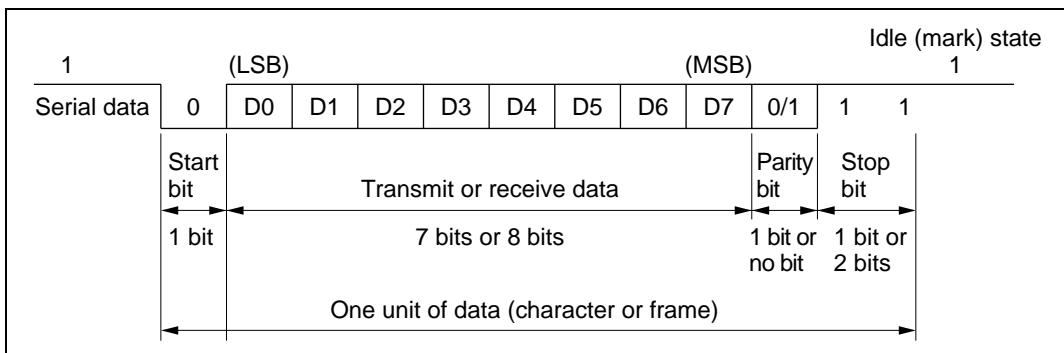 Idle (mark) state
1 (LSB) (MSB) 1
Serial data 0 D0 D1 D2 D3 D4 D5 D6 D7 0/1 1 1
Start bit
Transmit or receive data
Parity bit
Stop bit
1 bit
7 bits or 8 bits
1 bit or no bit
1 bit or 2 bits
One unit of data (character or frame)